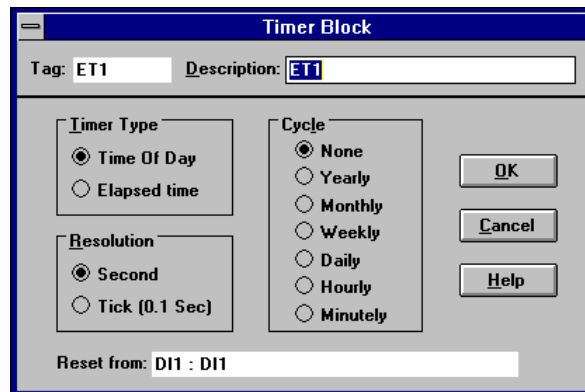 Timer Block
Tag: ET1 Description: ET1
Timer Type
Time Of Day
Elapsed time
Resolution
Second
Tick (0.1 Sec)
Cycle
None
Yearly
Monthly
Weekly
Daily
Hourly
Minutely
OK
Cancel
Help
Reset from: DI1 : DI1